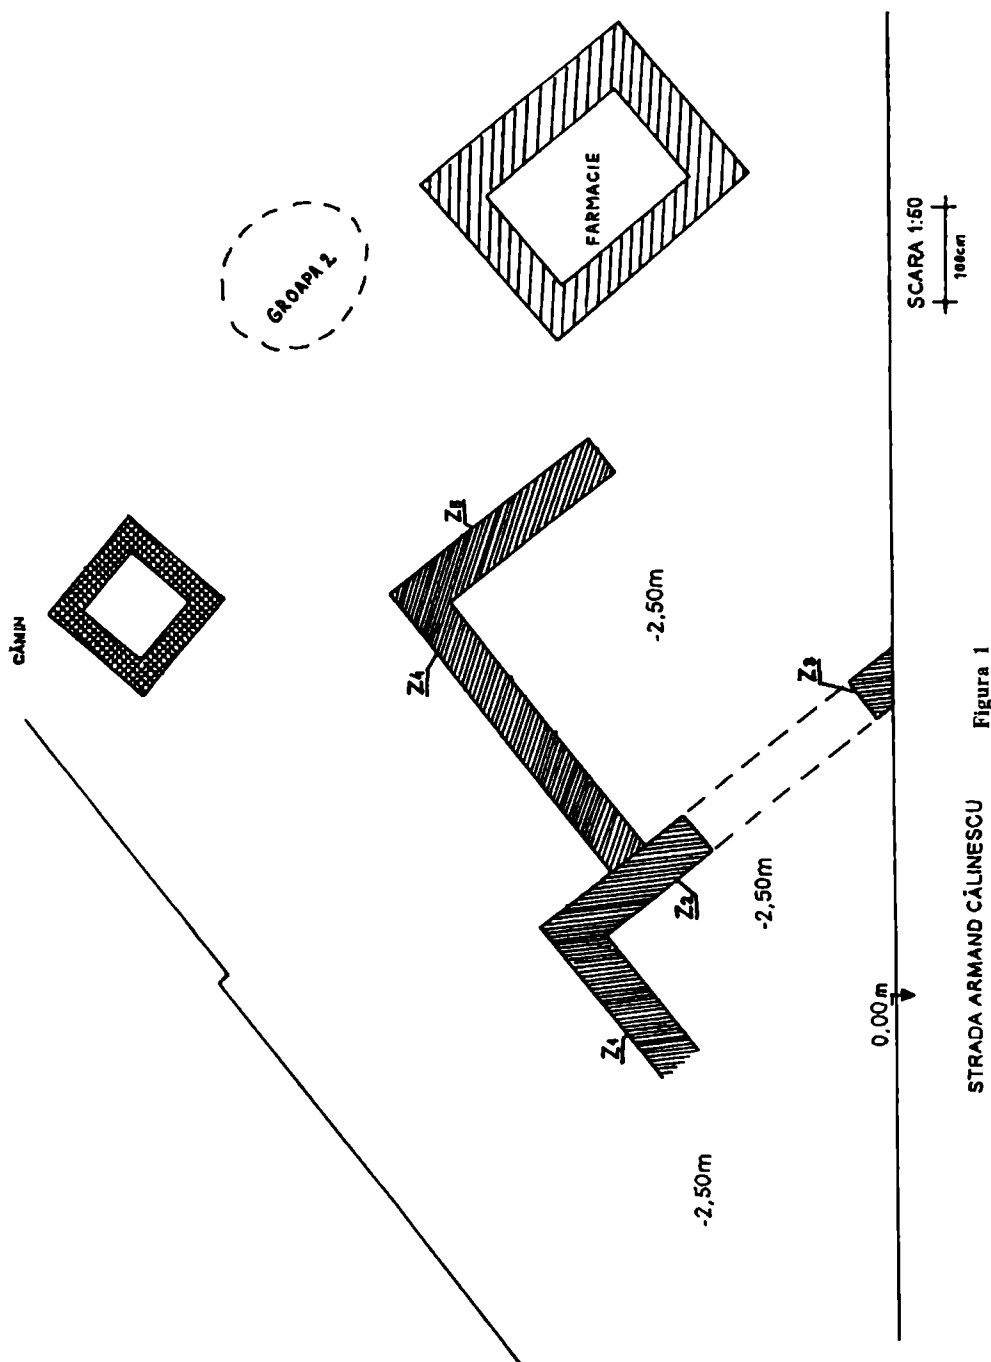 CĂMIN
GROAPA 2
FARMACIE
Z4
Z5
-2,50m
Z3
Z2
-2,50m
Z1
-2,50m
0,00m
SCARA 1:50
100cm
STRADA ARMAND CĂLINESCU
Figura 1